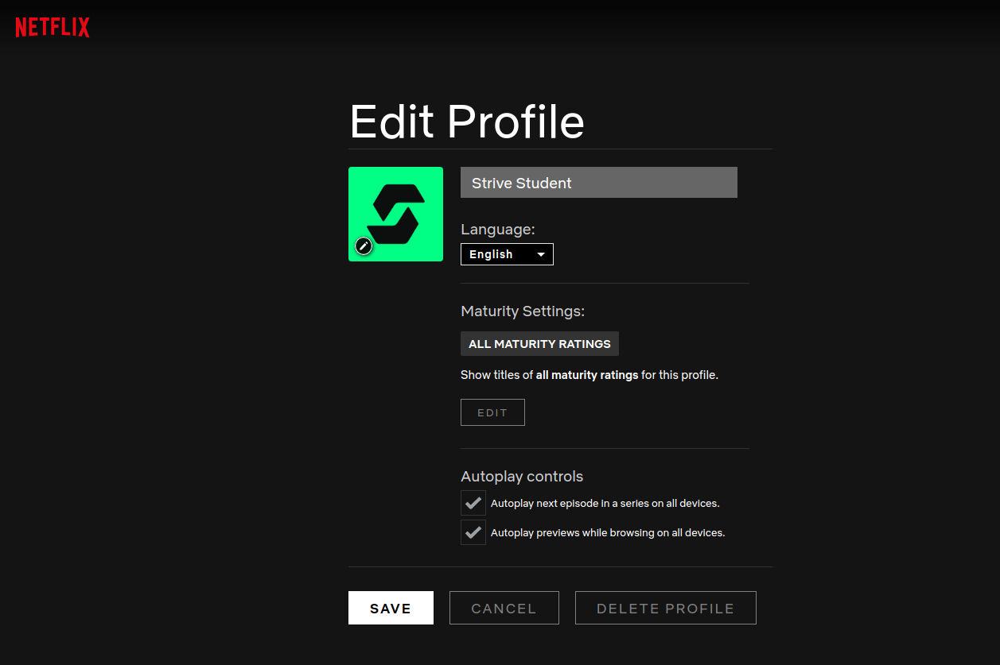 NETFLIX
Edit Profile
Strive Student
Language:
English
Maturity Settings:
ALL MATURITY RATINGS
Show titles of all maturity ratings for this profile.
EDIT
Autoplay controls
Autoplay next episode in a series on all devices.
Autoplay previews while browsing on all devices.
SAVE CANCEL DELETE PROFILE